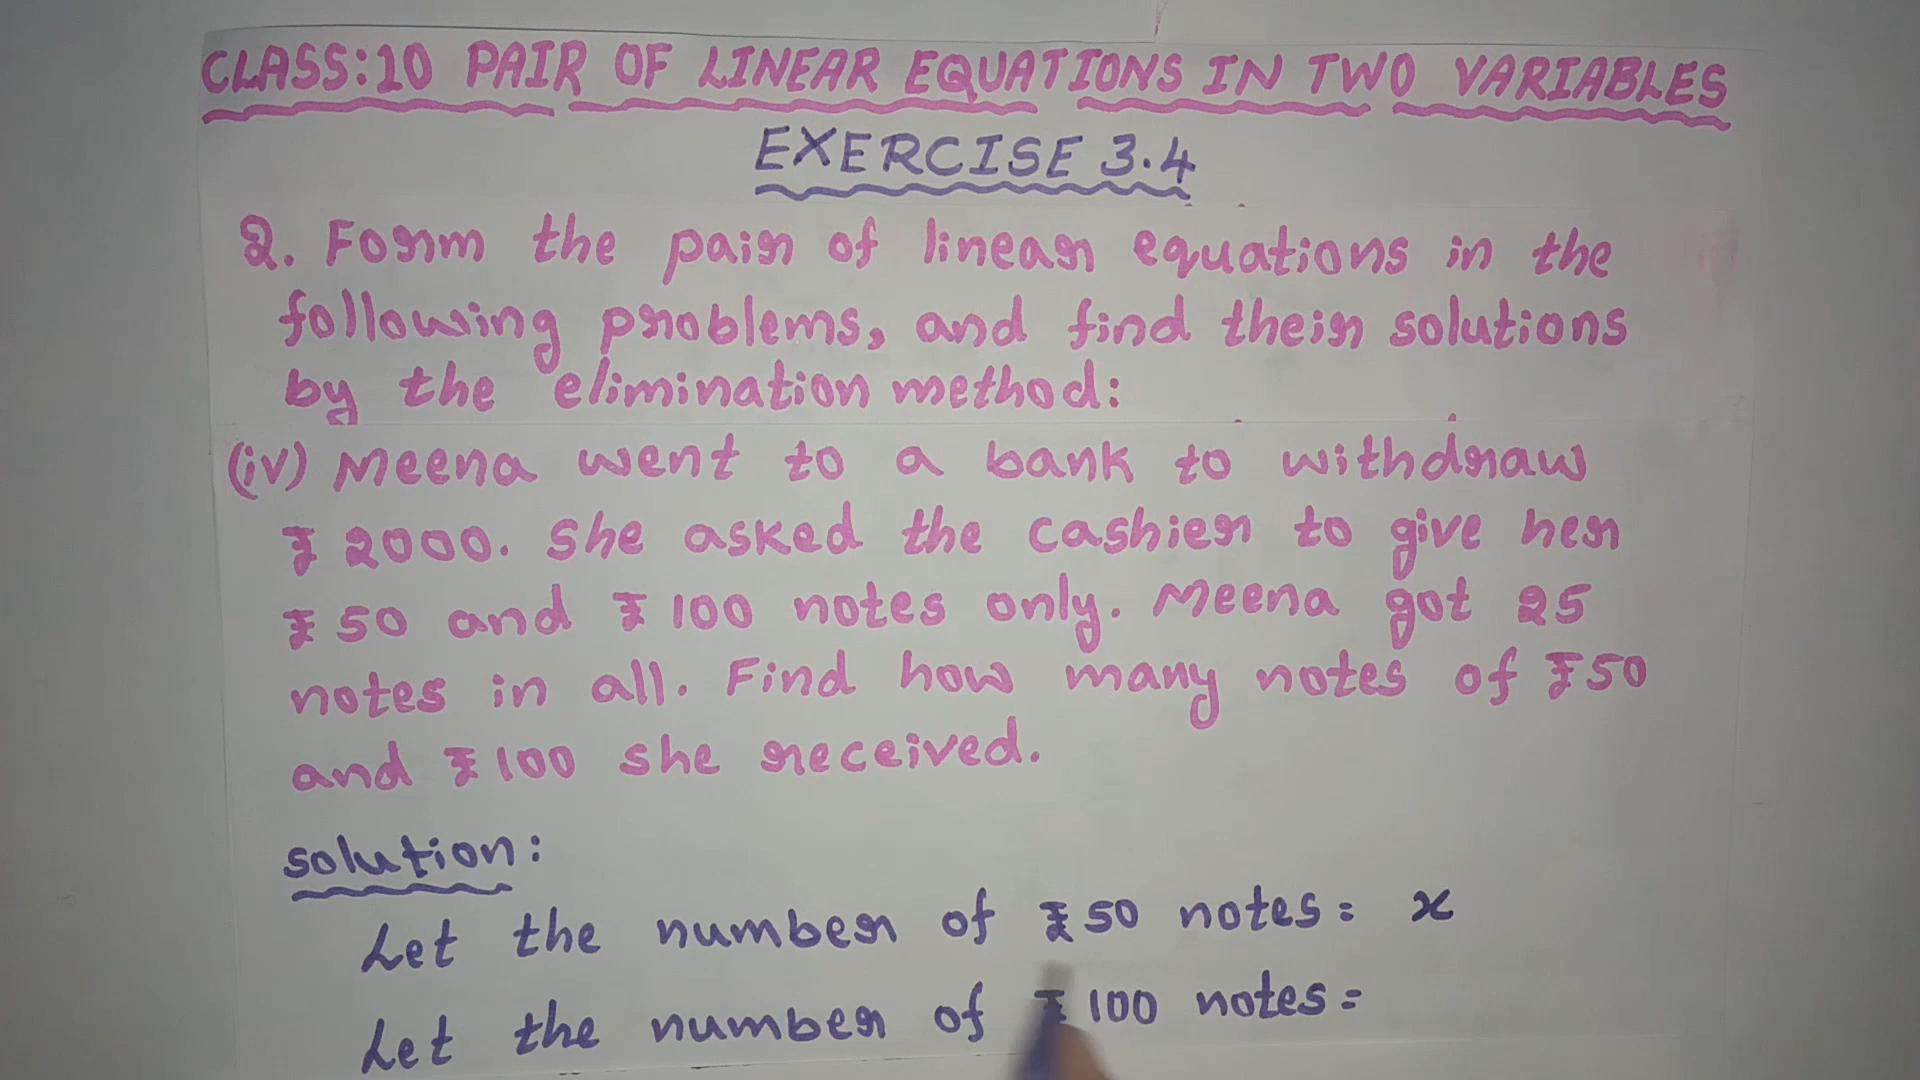 CLASS:10 PAIR OF LINEAR EQUATIONS IN TWO VARIABLES
EXERCISE 3.4
2. Form the pair of linear equations in the
following problems, and find their solutions
by the elimination method:
(iv) Meena went to a bank to withdraw
₹ 2000. She asked the cashier to give her
₹ 50 and ₹ 100 notes only. Meena got 25
notes in all. Find how many notes of ₹50
and ₹100 she received.
Solution:
Let the number of ₹50 notes = x
Let the number of ₹100 notes =